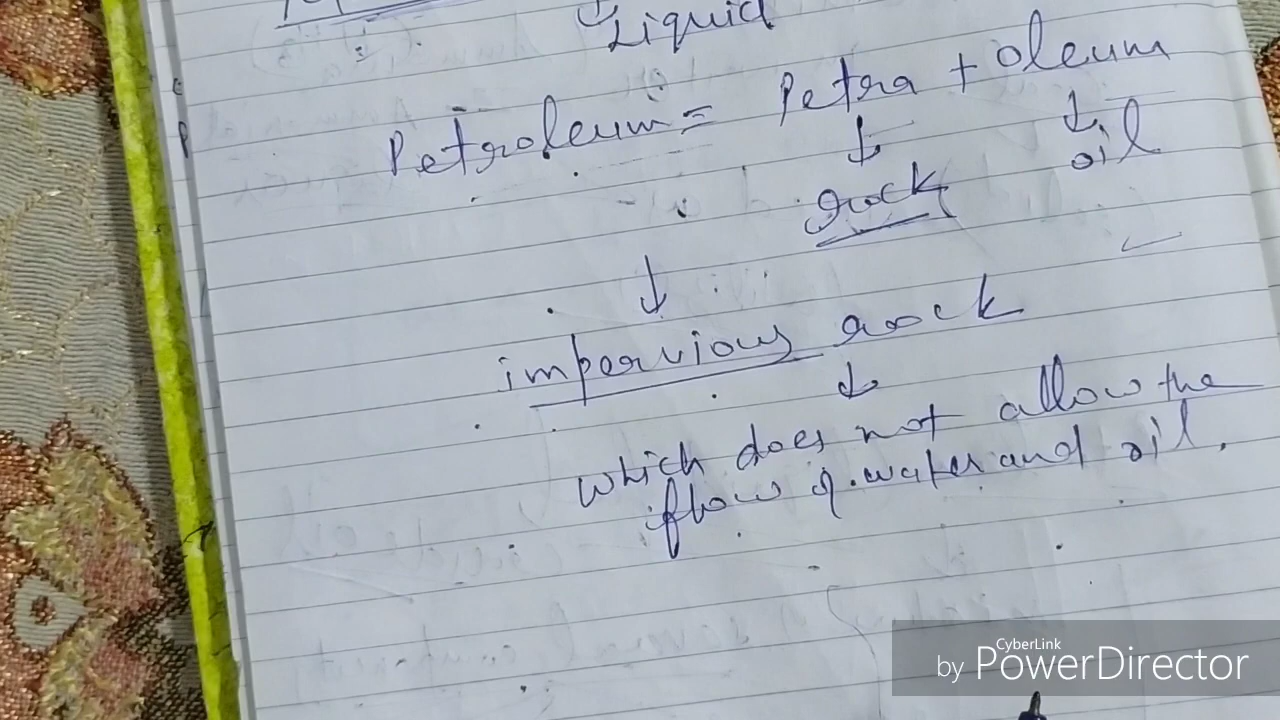 Liquid
Petroleum = Petra + oleum
↓ ↓
rock oil
↓
impervious rock
↓
which does not allow the
flow of water and oil.
CyberLink
by PowerDirector